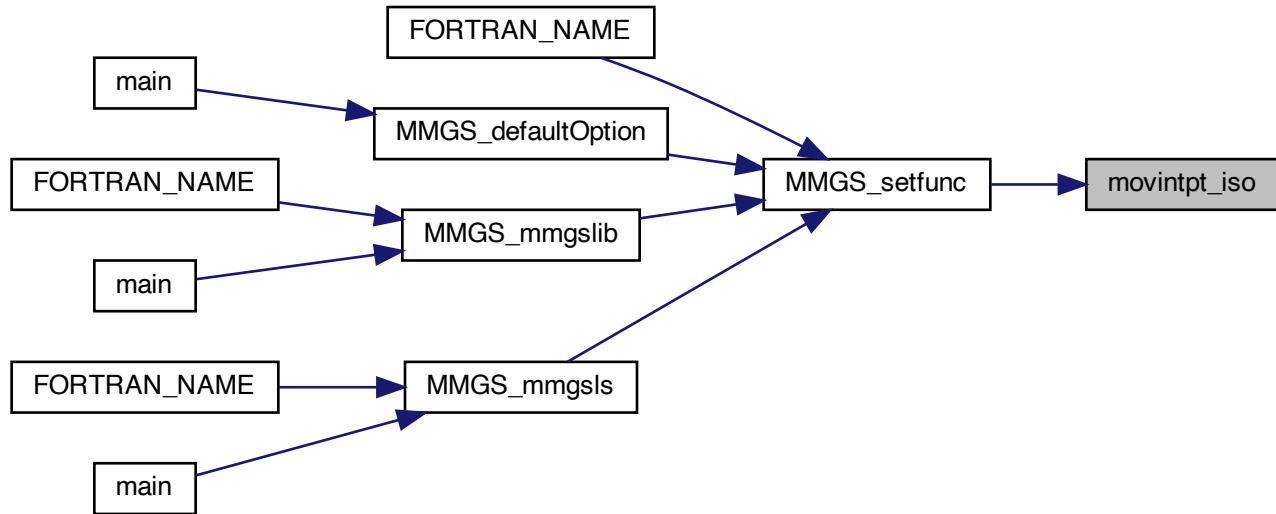 FORTRAN_NAME
main
MMGS_defaultOption
FORTRAN_NAME
MMGS_setfunc
movintpt_iso
MMGS_mmgslib
main
FORTRAN_NAME
MMGS_mmgsls
main